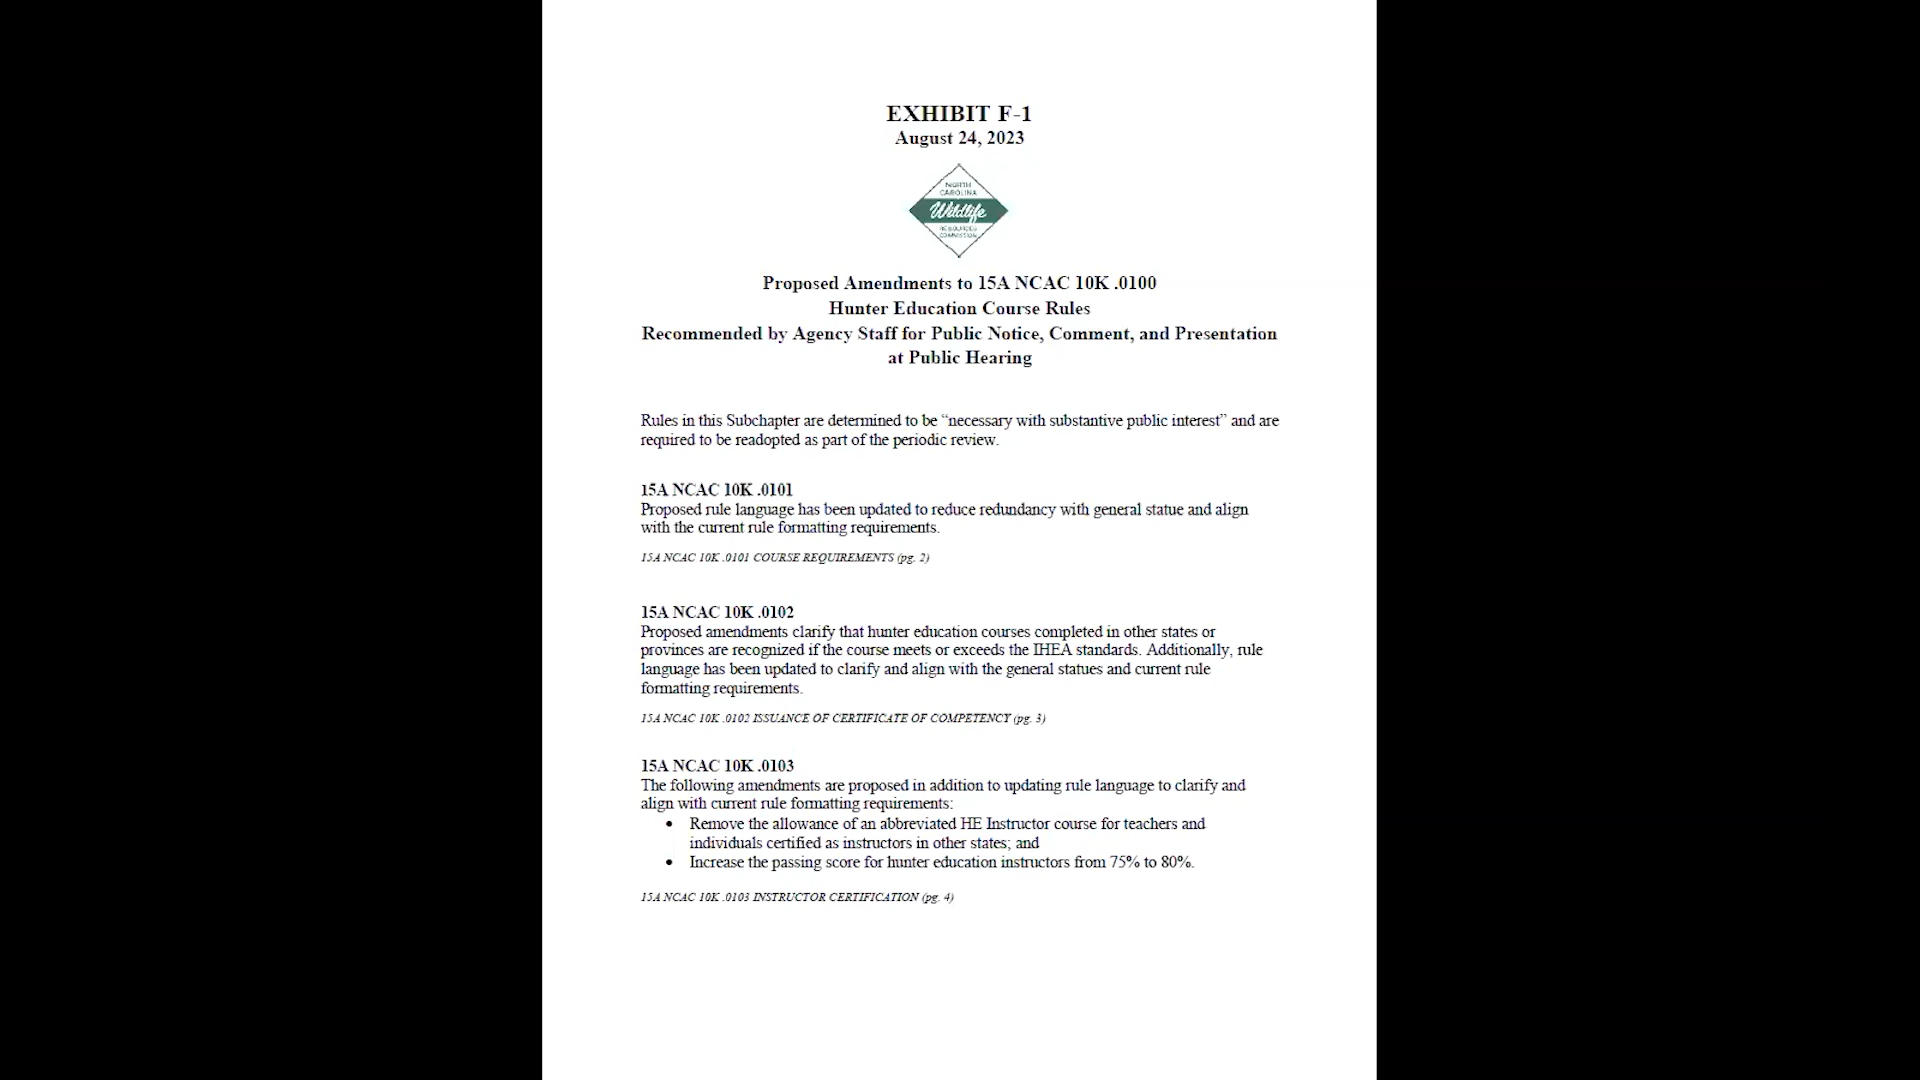 EXHIBIT F-1
August 24, 2023
NORTH
CAROLINA
Wildlife
RESOURCES
COMMISSION
Proposed Amendments to 15A NCAC 10K .0100
Hunter Education Course Rules
Recommended by Agency Staff for Public Notice, Comment, and Presentation
at Public Hearing
Rules in this Subchapter are determined to be “necessary with substantive public interest” and are
required to be readopted as part of the periodic review.
15A NCAC 10K .0101
Proposed rule language has been updated to reduce redundancy with general statue and align
with the current rule formatting requirements.
15A NCAC 10K .0101 COURSE REQUIREMENTS (pg. 2)
15A NCAC 10K .0102
Proposed amendments clarify that hunter education courses completed in other states or
provinces are recognized if the course meets or exceeds the IHEA standards. Additionally, rule
language has been updated to clarify and align with the general statues and current rule
formatting requirements.
15A NCAC 10K .0102 ISSUANCE OF CERTIFICATE OF COMPETENCY (pg. 3)
15A NCAC 10K .0103
The following amendments are proposed in addition to updating rule language to clarify and
align with current rule formatting requirements:
• Remove the allowance of an abbreviated HE Instructor course for teachers and
individuals certified as instructors in other states; and
• Increase the passing score for hunter education instructors from 75% to 80%.
15A NCAC 10K .0103 INSTRUCTOR CERTIFICATION (pg. 4)